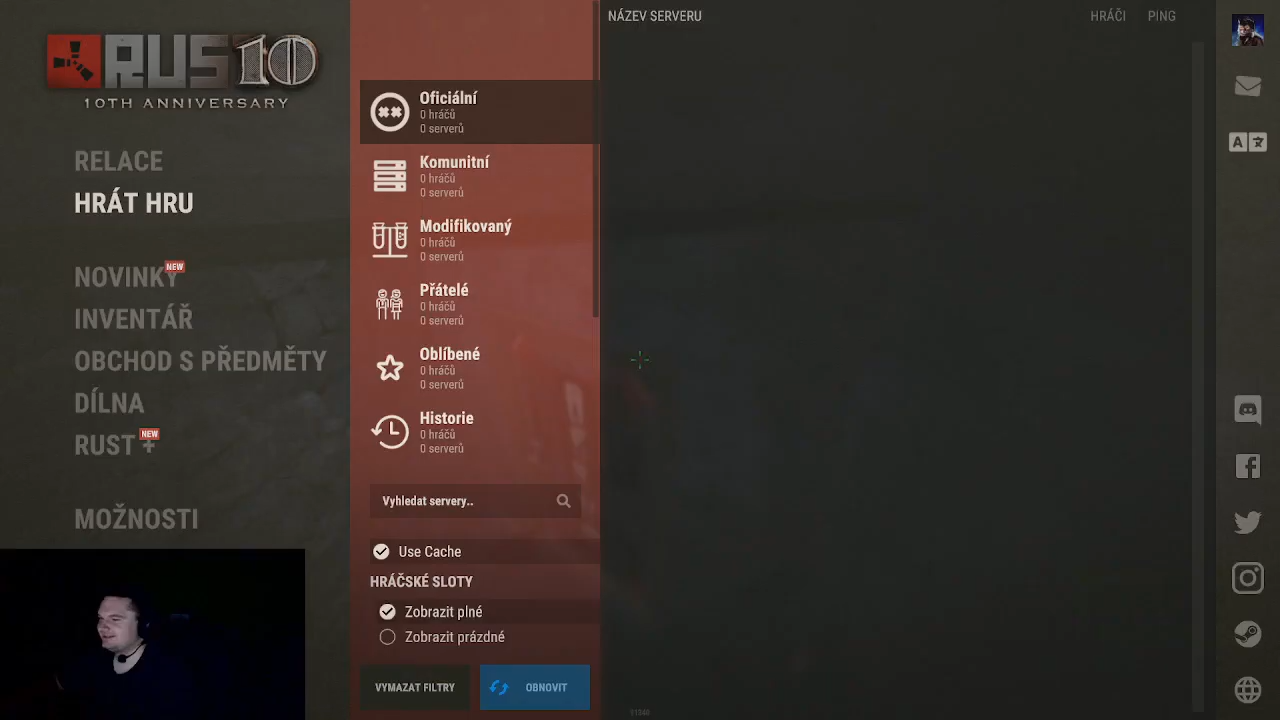 RUS10
10TH ANNIVERSARY
RELACE
HRÁT HRU
NOVINKY NEW
INVENTÁŘ
OBCHOD S PŘEDMĚTY
DÍLNA
RUST+ NEW
MOŽNOSTI
Oficiální
0 hráčů
0 serverů
Komunitní
0 hráčů
0 serverů
Modifikovaný
0 hráčů
0 serverů
Přátelé
0 hráčů
0 serverů
Oblíbené
0 hráčů
0 serverů
Historie
0 hráčů
0 serverů
Vyhledat servery..
Use Cache
HRÁČSKÉ SLOTY
Zobrazit plné
Zobrazit prázdné
VYMAZAT FILTRY
OBNOVIT
NÁZEV SERVERU
HRÁČI
PING